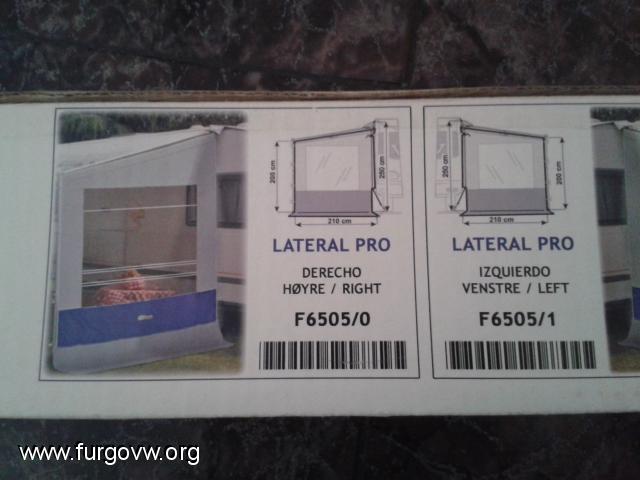 200 cm
250 cm
210 cm
LATERAL PRO
DERECHO
HØYRE / RIGHT
F6505/0
250 cm
200 cm
210 cm
LATERAL PRO
IZQUIERDO
VENSTRE / LEFT
F6505/1
www.furgovw.org